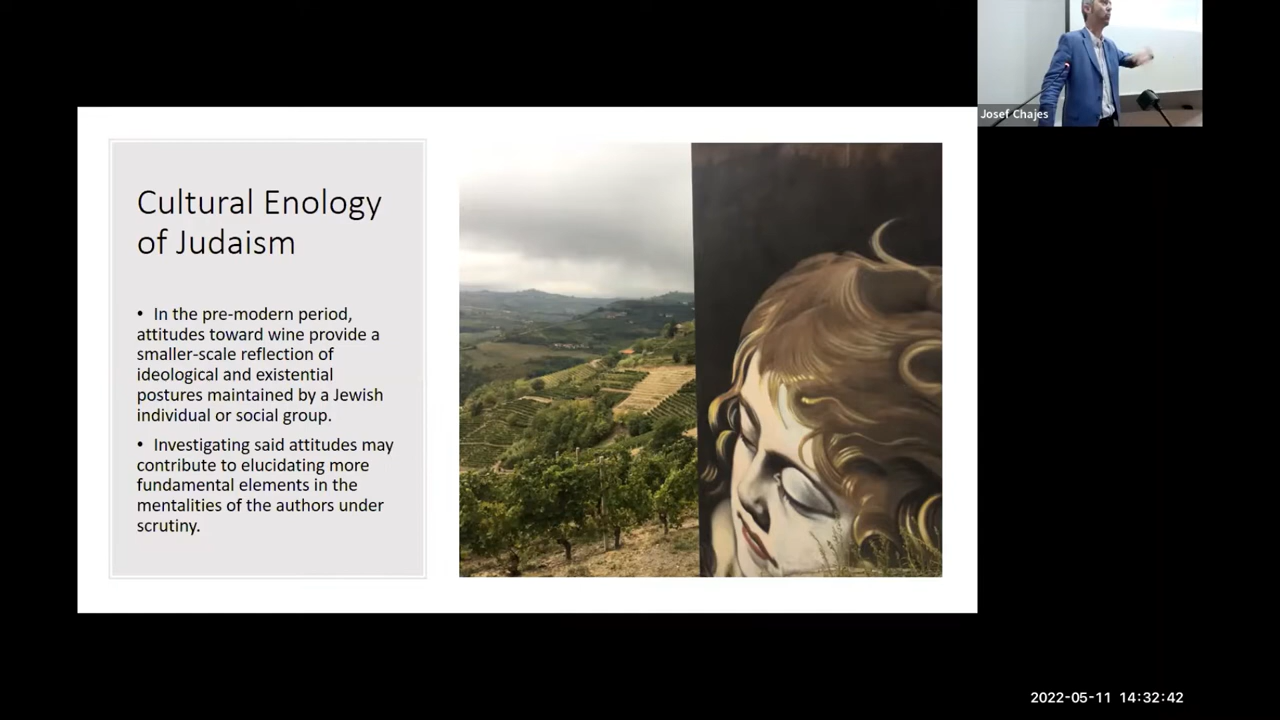 Josef Chajes
Cultural Enology
of Judaism
• In the pre-modern period,
attitudes toward wine provide a
smaller-scale reflection of
ideological and existential
postures maintained by a Jewish
individual or social group.
• Investigating said attitudes may
contribute to elucidating more
fundamental elements in the
mentalities of the authors under
scrutiny.
2022-05-11 14:32:42